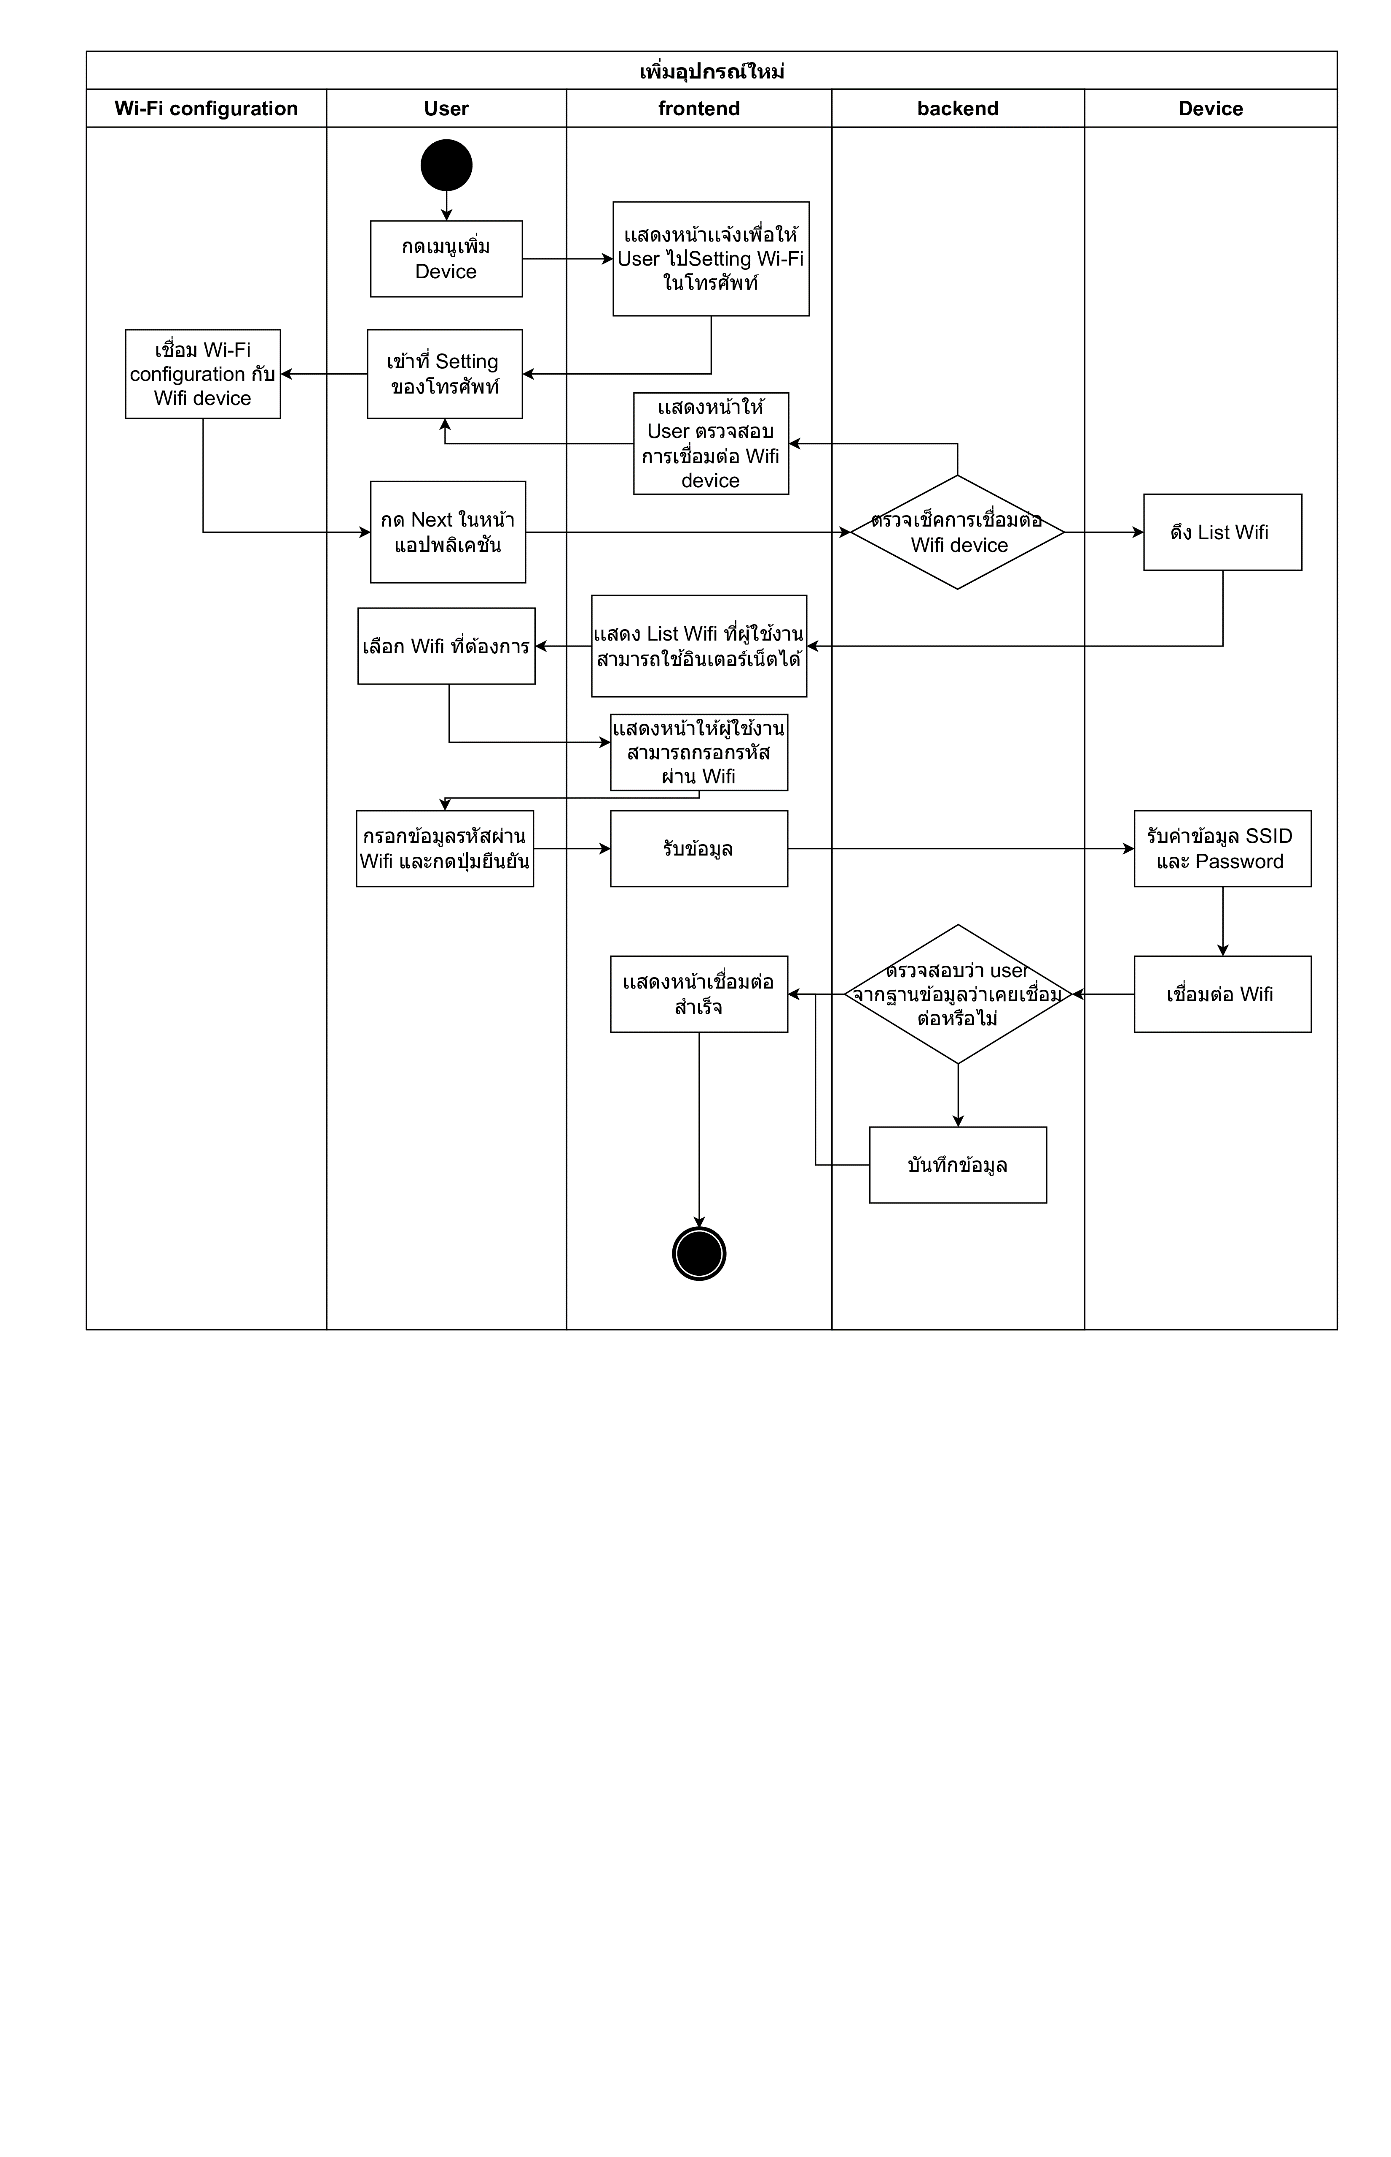 เพิ่มอุปกรณ์ใหม่
Wi-Fi configuration
User
frontend
backend
Device
กดเมนูเพิ่ม
Device
แสดงหน้าแจ้งเพื่อให้
User ไปSetting Wi-Fi
ในโทรศัพท์
เชื่อม Wi-Fi
configuration กับ
Wifi device
เข้าที่ Setting
ของโทรศัพท์
แสดงหน้าให้
User ตรวจสอบ
การเชื่อมต่อ Wifi
device
กด Next ในหน้า
แอปพลิเคชัน
ตรวจเช็คการเชื่อมต่อ
Wifi device
ดึง List Wifi
เลือก Wifi ที่ต้องการ
แสดง List Wifi ที่ผู้ใช้งาน
สามารถใช้อินเตอร์เน็ตได้
แสดงหน้าให้ผู้ใช้งาน
สามารถกรอกรหัส
ผ่าน Wifi
กรอกข้อมูลรหัสผ่าน
Wifi และกดปุ่มยืนยัน
รับข้อมูล
รับค่าข้อมูล SSID
และ Password
แสดงหน้าเชื่อมต่อ
สำเร็จ
ตรวจสอบว่า user
จากฐานข้อมูลว่าเคยเชื่อม
ต่อหรือไม่
เชื่อมต่อ Wifi
บันทึกข้อมูล